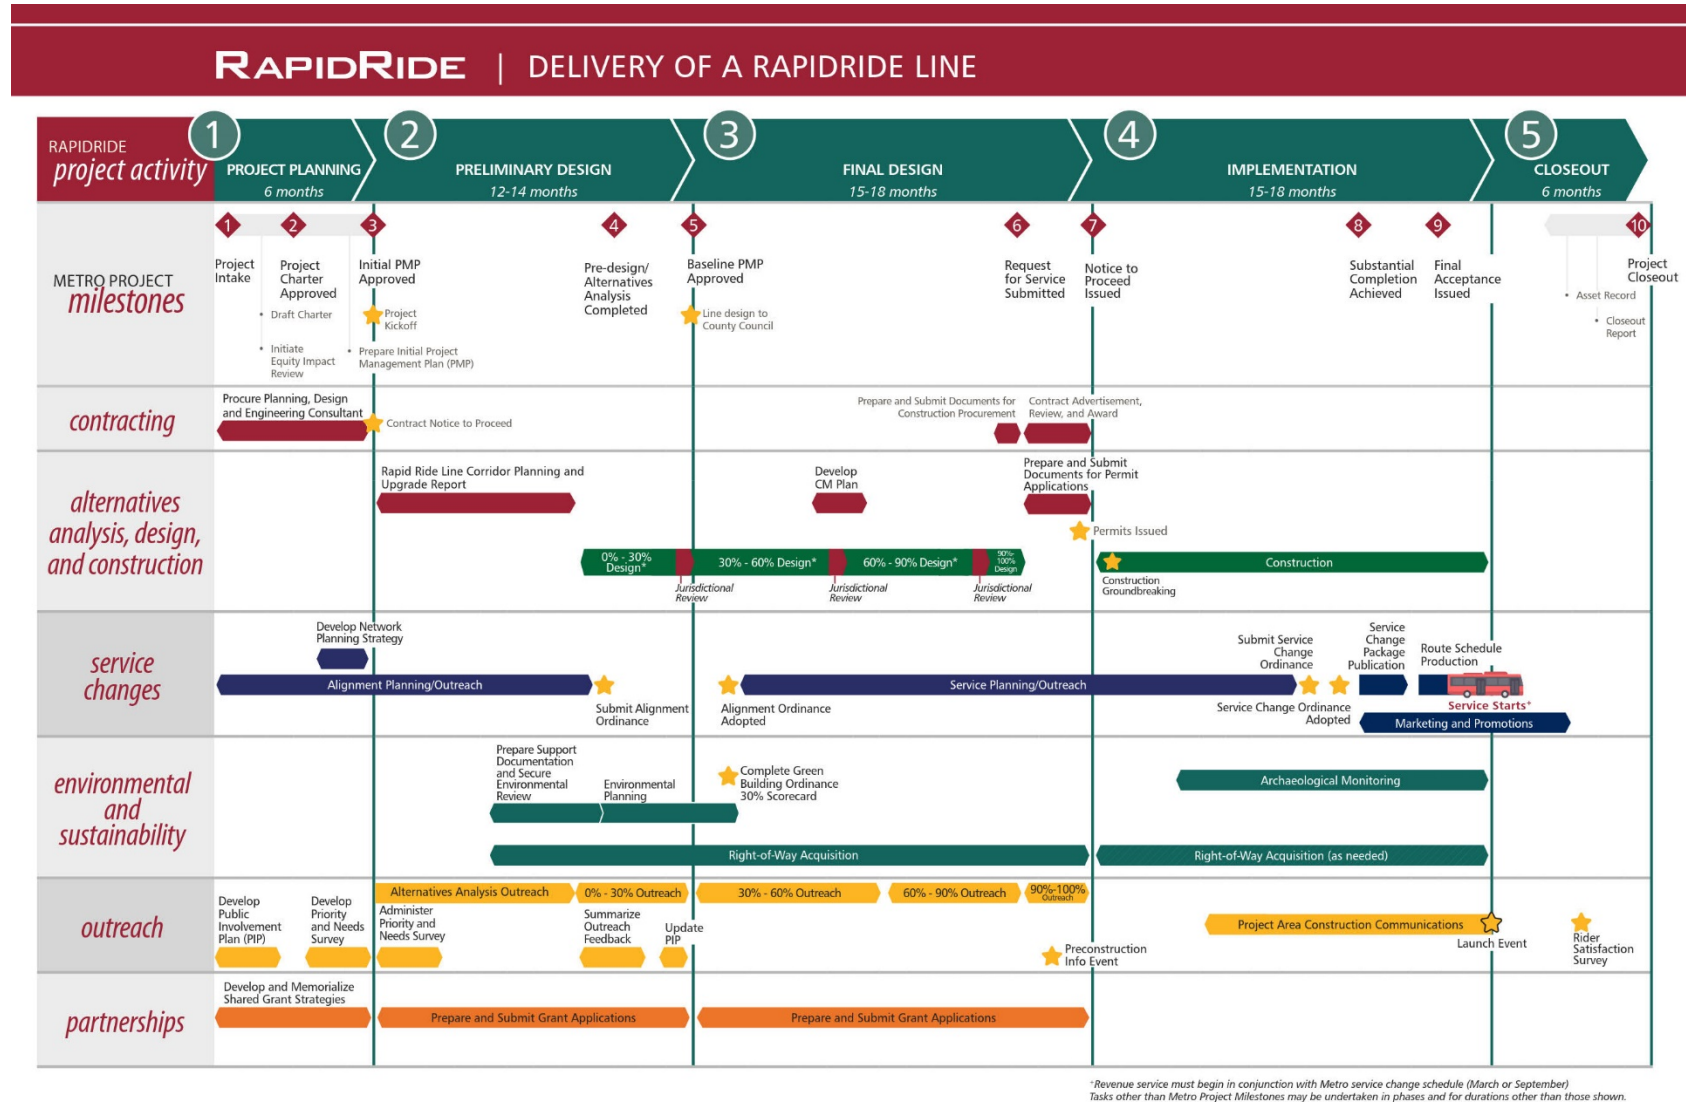 RAPIDRIDE | DELIVERY OF A RAPIDRIDE LINE
RAPIDRIDE
project activity
1
PROJECT PLANNING
6 months
2
PRELIMINARY DESIGN
12-14 months
3
FINAL DESIGN
15-18 months
4
IMPLEMENTATION
15-18 months
5
CLOSEOUT
6 months
METRO PROJECT
milestones
1
Project
Intake
2
Project
Charter
Approved
• Draft Charter
• Initiate
Equity Impact
Review
3
Initial PMP
Approved
Project
Kickoff
• Prepare Initial Project
Management Plan (PMP)
4
Pre-design/
Alternatives
Analysis
Completed
5
Baseline PMP
Approved
Line design to
County Council
6
Request
for Service
Submitted
7
Notice to
Proceed
Issued
8
Substantial
Completion
Achieved
9
Final
Acceptance
Issued
10
Project
Closeout
• Asset Record
• Closeout
Report
contracting
Procure Planning, Design
and Engineering Consultant
Contract Notice to Proceed
Prepare and Submit Documents for
Construction Procurement
Contract Advertisement,
Review, and Award
alternatives
analysis, design,
and construction
Rapid Ride Line Corridor Planning and
Upgrade Report
Develop
CM Plan
Prepare and Submit
Documents for Permit
Applications
Permits Issued
0% - 30%
Design*
30% - 60% Design*
60% - 90% Design*
90%-
100%
Design
Jurisdictional
Review
Jurisdictional
Review
Jurisdictional
Review
Construction
Construction
Groundbreaking
service
changes
Develop Network
Planning Strategy
Alignment Planning/Outreach
Submit Alignment
Ordinance
Alignment Ordinance
Adopted
Service Planning/Outreach
Submit Service
Change
Ordinance
Service Change Ordinance
Adopted
Service
Change
Package
Publication
Route Schedule
Production
Service Starts+
Marketing and Promotions
environmental
and
sustainability
Prepare Support
Documentation
and Secure
Environmental
Review
Environmental
Planning
Complete Green
Building Ordinance
30% Scorecard
Archaeological Monitoring
Right-of-Way Acquisition
Right-of-Way Acquisition (as needed)
outreach
Develop
Public
Involvement
Plan (PIP)
Develop
Priority
and Needs
Survey
Alternatives Analysis Outreach
Administer
Priority and
Needs Survey
0% - 30% Outreach
Summarize
Outreach
Feedback
Update
PIP
30% - 60% Outreach
60% - 90% Outreach
90%-100%
Outreach
Preconstruction
Info Event
Project Area Construction Communications
Launch Event
Rider
Satisfaction
Survey
partnerships
Develop and Memorialize
Shared Grant Strategies
Prepare and Submit Grant Applications
Prepare and Submit Grant Applications
+Revenue service must begin in conjunction with Metro service change schedule (March or September)
Tasks other than Metro Project Milestones may be undertaken in phases and for durations other than those shown.